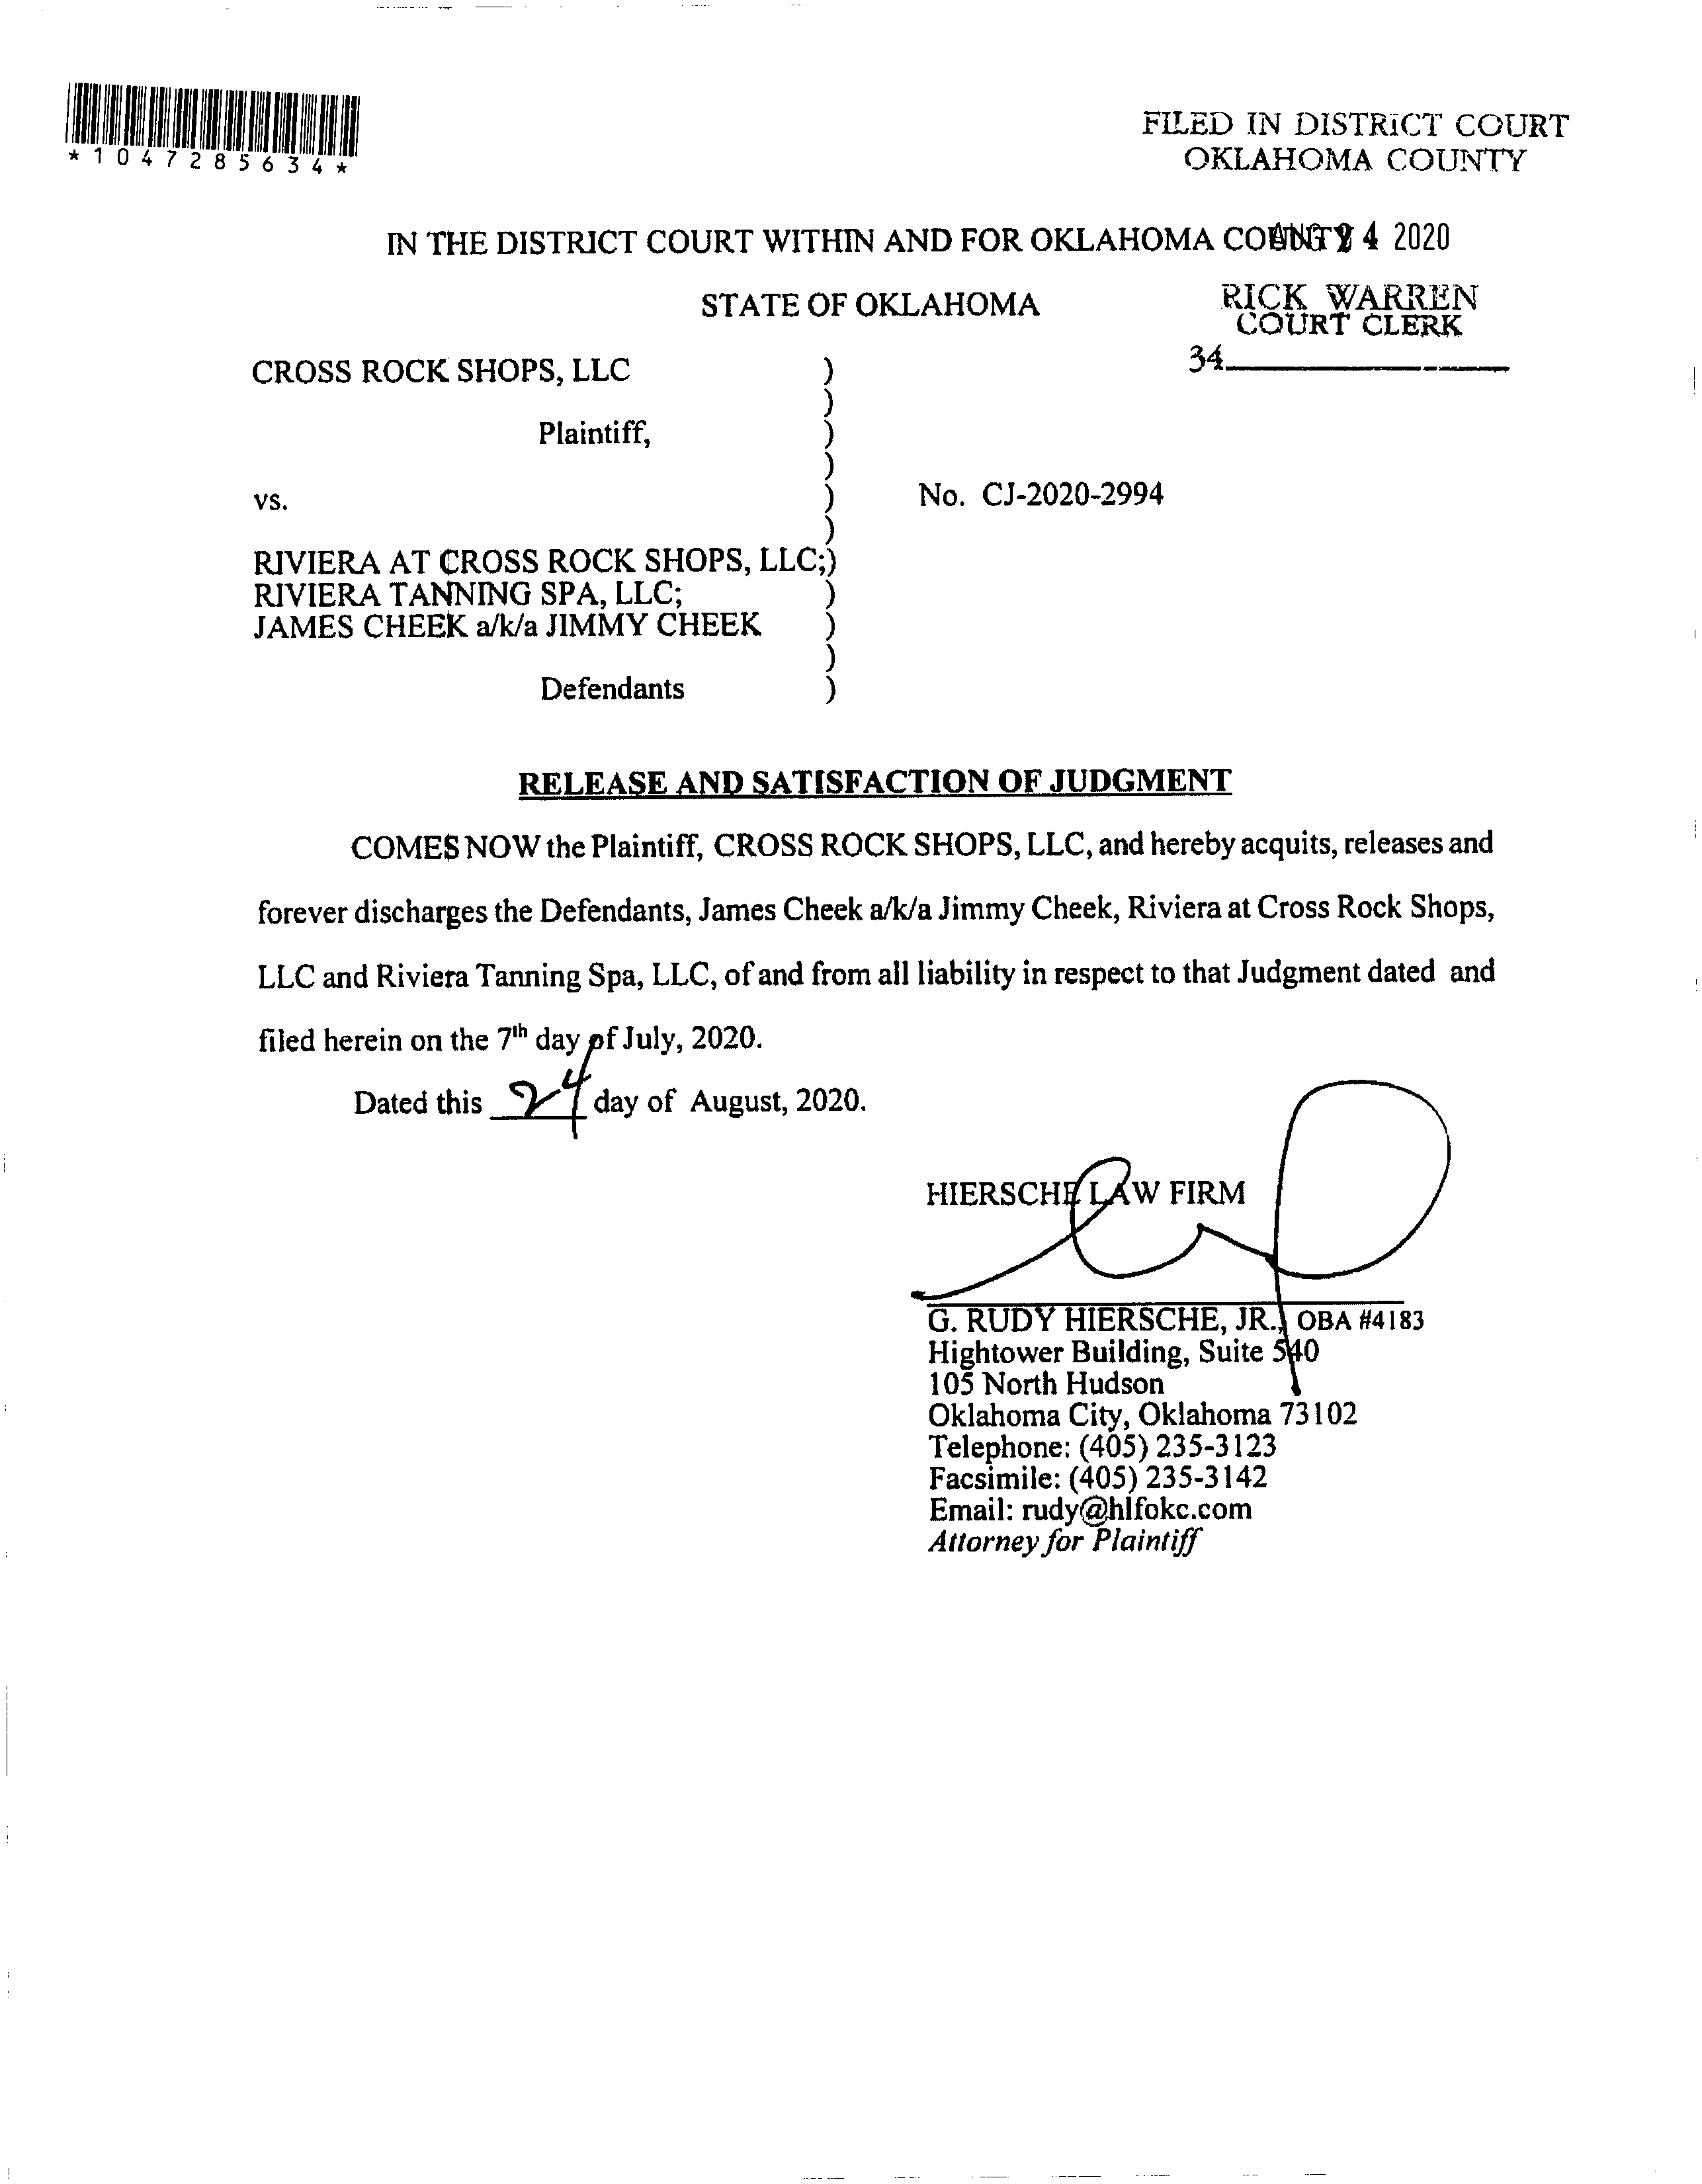 *1047285634*
FILED IN DISTRICT COURT
OKLAHOMA COUNTY
IN THE DISTRICT COURT WITHIN AND FOR OKLAHOMA COUNTY
AUG 24 2020
STATE OF OKLAHOMA
RICK WARREN
COURT CLERK
34
CROSS ROCK SHOPS, LLC )
)
Plaintiff, )
)
vs. ) No. CJ-2020-2994
)
RIVIERA AT CROSS ROCK SHOPS, LLC;)
RIVIERA TANNING SPA, LLC; )
JAMES CHEEK a/k/a JIMMY CHEEK )
)
Defendants )
RELEASE AND SATISFACTION OF JUDGMENT
COMES NOW the Plaintiff, CROSS ROCK SHOPS, LLC, and hereby acquits, releases and
forever discharges the Defendants, James Cheek a/k/a Jimmy Cheek, Riviera at Cross Rock Shops,
LLC and Riviera Tanning Spa, LLC, of and from all liability in respect to that Judgment dated and
filed herein on the 7th day of July, 2020.
Dated this 24 day of August, 2020.
HIERSCHE LAW FIRM
G. RUDY HIERSCHE, JR., OBA #4183
Hightower Building, Suite 540
105 North Hudson
Oklahoma City, Oklahoma 73102
Telephone: (405) 235-3123
Facsimile: (405) 235-3142
Email: rudy@hlfokc.com
Attorney for Plaintiff